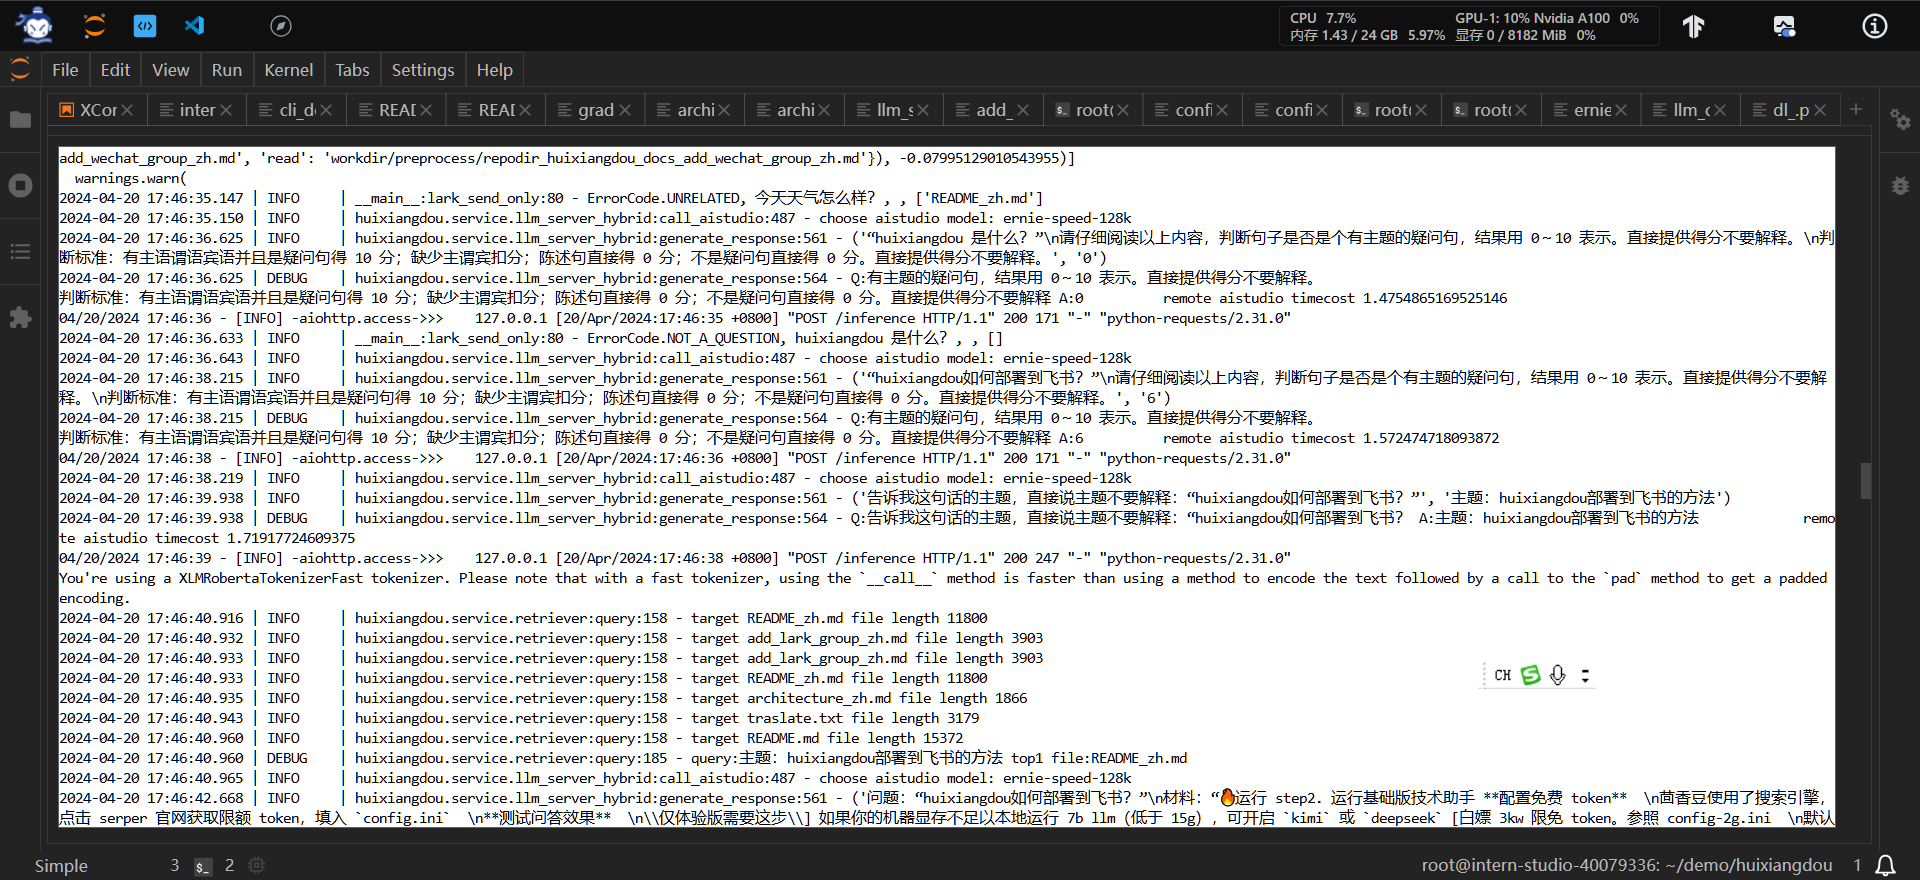 CPU 7.7% GPU-1: 10% Nvidia A100 0%
内存 1.43 / 24 GB 5.97% 显存 0 / 8182 MiB 0%
File Edit View Run Kernel Tabs Settings Help
XCor inter cli_d READ READ grad archi archi llm_s add_ root( confi confi root( root( ernie llm_c dl_.p
add_wechat_group_zh.md', 'read': 'workdir/preprocess/repodir_huixiangdou_docs_add_wechat_group_zh.md'}), -0.07995129010543955)]
warnings.warn(
2024-04-20 17:46:35.147 | INFO | __main__:lark_send_only:80 - ErrorCode.UNRELATED, 今天天气怎么样? , , ['README_zh.md']
2024-04-20 17:46:35.150 | INFO | huixiangdou.service.llm_server_hybrid:call_aistudio:487 - choose aistudio model: ernie-speed-128k
2024-04-20 17:46:36.625 | INFO | huixiangdou.service.llm_server_hybrid:generate_response:561 - ('“huixiangdou 是什么? ”\n请仔细阅读以上内容，判断句子是否是个有主题的疑问句，结果用 0～10 表示。直接提供得分不要解释。\n判
断标准：有主语谓语宾语并且是疑问句得 10 分；缺少主谓宾扣分；陈述句直接得 0 分；不是疑问句直接得 0 分。直接提供得分不要解释。', '0')
2024-04-20 17:46:36.625 | DEBUG | huixiangdou.service.llm_server_hybrid:generate_response:564 - Q:有主题的疑问句，结果用 0～10 表示。直接提供得分不要解释。
判断标准：有主语谓语宾语并且是疑问句得 10 分；缺少主谓宾扣分；陈述句直接得 0 分；不是疑问句直接得 0 分。直接提供得分不要解释 A:0 remote aistudio timecost 1.4754865169525146
04/20/2024 17:46:36 - [INFO] -aiohttp.access->>> 127.0.0.1 [20/Apr/2024:17:46:35 +0800] "POST /inference HTTP/1.1" 200 171 "-" "python-requests/2.31.0"
2024-04-20 17:46:36.633 | INFO | __main__:lark_send_only:80 - ErrorCode.NOT_A_QUESTION, huixiangdou 是什么? , , []
2024-04-20 17:46:36.643 | INFO | huixiangdou.service.llm_server_hybrid:call_aistudio:487 - choose aistudio model: ernie-speed-128k
2024-04-20 17:46:38.215 | INFO | huixiangdou.service.llm_server_hybrid:generate_response:561 - ('“huixiangdou如何部署到飞书? ”\n请仔细阅读以上内容，判断句子是否是个有主题的疑问句，结果用 0～10 表示。直接提供得分不要解
释。\n判断标准：有主语谓语宾语并且是疑问句得 10 分；缺少主谓宾扣分；陈述句直接得 0 分；不是疑问句直接得 0 分。直接提供得分不要解释。', '6')
2024-04-20 17:46:38.215 | DEBUG | huixiangdou.service.llm_server_hybrid:generate_response:564 - Q:有主题的疑问句，结果用 0～10 表示。直接提供得分不要解释。
判断标准：有主语谓语宾语并且是疑问句得 10 分；缺少主谓宾扣分；陈述句直接得 0 分；不是疑问句直接得 0 分。直接提供得分不要解释 A:6 remote aistudio timecost 1.572474718093872
04/20/2024 17:46:38 - [INFO] -aiohttp.access->>> 127.0.0.1 [20/Apr/2024:17:46:36 +0800] "POST /inference HTTP/1.1" 200 171 "-" "python-requests/2.31.0"
2024-04-20 17:46:38.219 | INFO | huixiangdou.service.llm_server_hybrid:call_aistudio:487 - choose aistudio model: ernie-speed-128k
2024-04-20 17:46:39.938 | INFO | huixiangdou.service.llm_server_hybrid:generate_response:561 - ('告诉我这句话的主题，直接说主题不要解释：“huixiangdou如何部署到飞书? ”', '主题：huixiangdou部署到飞书的方法')
2024-04-20 17:46:39.938 | DEBUG | huixiangdou.service.llm_server_hybrid:generate_response:564 - Q:告诉我这句话的主题，直接说主题不要解释：“huixiangdou如何部署到飞书? A:主题：huixiangdou部署到飞书的方法 remo
te aistudio timecost 1.71917724609375
04/20/2024 17:46:39 - [INFO] -aiohttp.access->>> 127.0.0.1 [20/Apr/2024:17:46:38 +0800] "POST /inference HTTP/1.1" 200 247 "-" "python-requests/2.31.0"
You're using a XLMRobertaTokenizerFast tokenizer. Please note that with a fast tokenizer, using the `__call__` method is faster than using a method to encode the text followed by a call to the `pad` method to get a padded
encoding.
2024-04-20 17:46:40.916 | INFO | huixiangdou.service.retriever:query:158 - target README_zh.md file length 11800
2024-04-20 17:46:40.932 | INFO | huixiangdou.service.retriever:query:158 - target add_lark_group_zh.md file length 3903
2024-04-20 17:46:40.933 | INFO | huixiangdou.service.retriever:query:158 - target add_lark_group_zh.md file length 3903
2024-04-20 17:46:40.933 | INFO | huixiangdou.service.retriever:query:158 - target README_zh.md file length 11800
2024-04-20 17:46:40.935 | INFO | huixiangdou.service.retriever:query:158 - target architecture_zh.md file length 1866
2024-04-20 17:46:40.943 | INFO | huixiangdou.service.retriever:query:158 - target traslate.txt file length 3179
2024-04-20 17:46:40.960 | INFO | huixiangdou.service.retriever:query:158 - target README.md file length 15372
2024-04-20 17:46:40.960 | DEBUG | huixiangdou.service.retriever:query:185 - query:主题：huixiangdou部署到飞书的方法 top1 file:README_zh.md
2024-04-20 17:46:40.965 | INFO | huixiangdou.service.llm_server_hybrid:call_aistudio:487 - choose aistudio model: ernie-speed-128k
2024-04-20 17:46:42.668 | INFO | huixiangdou.service.llm_server_hybrid:generate_response:561 - ('问题：“huixiangdou如何部署到飞书? ”\n材料：“🔥运行 step2. 运行基础版技术助手 **配置免费 token** \n茴香豆使用了搜索引擎，
点击 serper 官网获取限额 token，填入 `config.ini` \n**测试问答效果** \n\\仅体验版需要这步\\] 如果你的机器显存不足以本地运行 7b llm（低于 15g），可开启 `kimi` 或 `deepseek` [白嫖 3kw 限免 token。参照 config-2g.ini \n默认
CH
Simple 3 2 root@intern-studio-40079336: ~/demo/huixiangdou 1